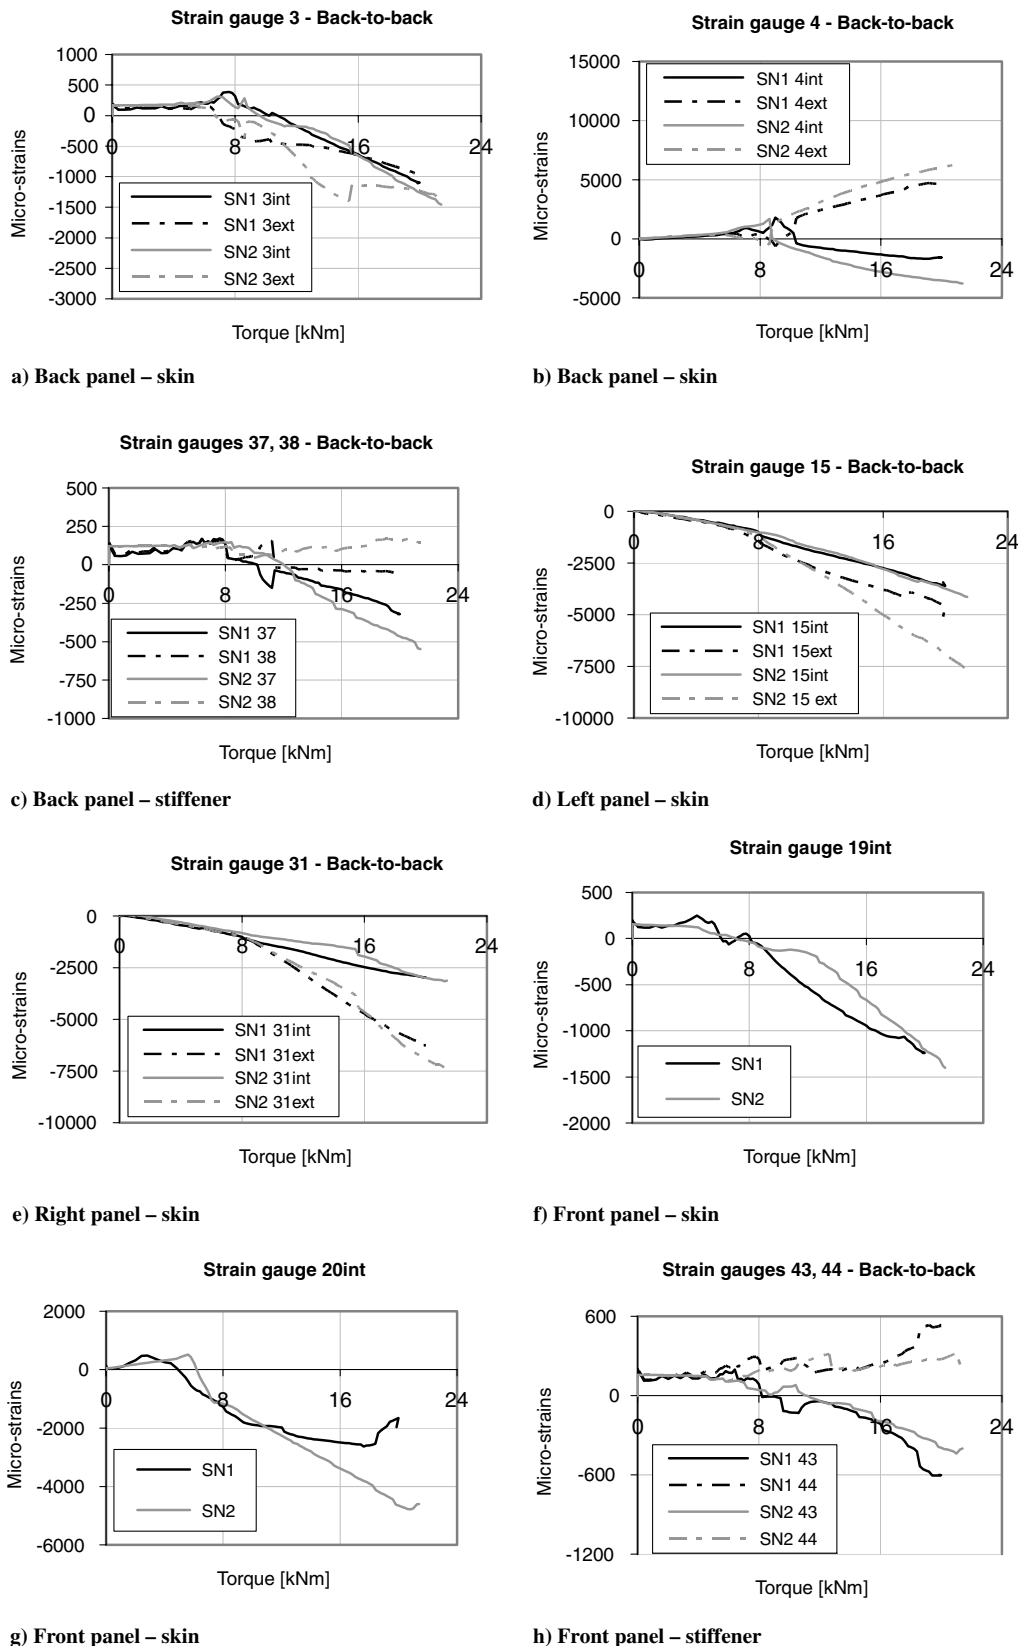 Strain gauge 3 - Back-to-back
1000
500
0
-500
-1000
-1500
-2000
-2500
-3000
0
8
16
24
Micro-strains
SN1 3int
SN1 3ext
SN2 3int
SN2 3ext
Torque [kNm]
a) Back panel – skin
Strain gauge 4 - Back-to-back
15000
10000
5000
0
-5000
0
8
16
24
Micro-strains
SN1 4int
SN1 4ext
SN2 4int
SN2 4ext
Torque [kNm]
b) Back panel – skin
Strain gauges 37, 38 - Back-to-back
500
250
0
-250
-500
-750
-1000
0
8
16
24
Micro-strains
SN1 37
SN1 38
SN2 37
SN2 38
Torque [kNm]
c) Back panel – stiffener
Strain gauge 15 - Back-to-back
0
-2500
-5000
-7500
-10000
0
8
16
24
Micro-strains
SN1 15int
SN1 15ext
SN2 15int
SN2 15 ext
Torque [kNm]
d) Left panel – skin
Strain gauge 31 - Back-to-back
0
-2500
-5000
-7500
-10000
0
8
16
24
Micro-strains
SN1 31int
SN1 31ext
SN2 31int
SN2 31ext
Torque [kNm]
e) Right panel – skin
Strain gauge 19int
500
0
-500
-1000
-1500
-2000
0
8
16
24
Micro-strains
SN1
SN2
Torque [kNm]
f) Front panel – skin
Strain gauge 20int
2000
0
-2000
-4000
-6000
0
8
16
24
Micro-strains
SN1
SN2
Torque [kNm]
g) Front panel – skin
Strain gauges 43, 44 - Back-to-back
600
0
-600
-1200
0
8
16
24
Micro-strains
SN1 43
SN1 44
SN2 43
SN2 44
Torque [kNm]
h) Front panel – stiffener